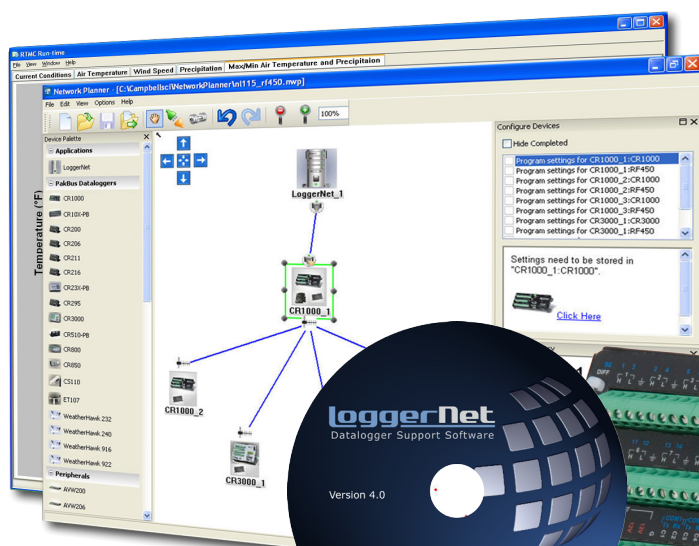 RTMC Run-time
File View Window Help
Current Conditions Air Temperature Wind Speed Precipitation Max/Min Air Temperature and Precipitaion
Temperature (°F)
Network Planner - [C:\Campbellsci\NetworkPlanner\nl115_rf450.nwp]
File Edit View Options Help
100%
Device Palette
Applications
LoggerNet
PakBus Dataloggers
CR1000
CR10X-PB
CR200
CR206
CR211
CR216
CR23X-PB
CR295
CR3000
CR510-PB
CR800
CR850
CS110
ET107
WeatherHawk 232
WeatherHawk 240
WeatherHawk 916
WeatherHawk 922
Peripherals
AVW200
AVW206
LoggerNet_1
CR1000_1
CR1000_2
CR3000_1
Configure Devices
Hide Completed
Program settings for CR1000_1:CR1000
Program settings for CR1000_1:RF450
Program settings for CR1000_2:CR1000
Program settings for CR1000_2:RF450
Program settings for CR1000_3:CR1000
Program settings for CR1000_3:RF450
Program settings for CR3000_1:CR3000
Program settings for CR3000_1:RF450
Settings need to be stored in
"CR1000_1:CR1000".
Click Here
LoggerNet
Datalogger Support Software
Version 4.0
DIFF
H L H L H L